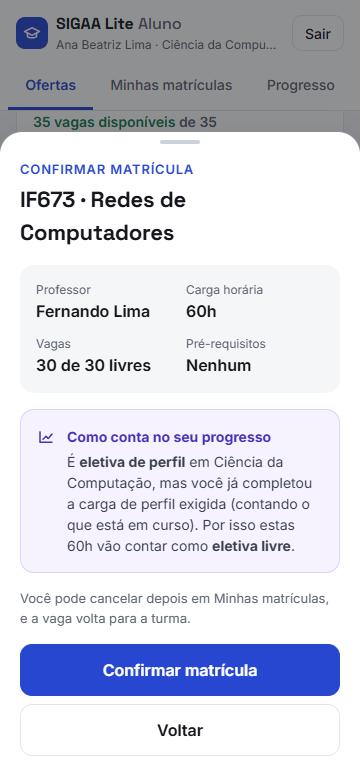 SIGAA Lite Aluno
Ana Beatriz Lima · Ciência da Compu...
Sair
Ofertas
Minhas matrículas
Progresso
35 vagas disponíveis de 35
CONFIRMAR MATRÍCULA
IF673 · Redes de
Computadores
Professor
Fernando Lima
Carga horária
60h
Vagas
30 de 30 livres
Pré-requisitos
Nenhum
Como conta no seu progresso
É eletiva de perfil em Ciência da
Computação, mas você já completou
a carga de perfil exigida (contando o
que está em curso). Por isso estas
60h vão contar como eletiva livre.
Você pode cancelar depois em Minhas matrículas,
e a vaga volta para a turma.
Confirmar matrícula
Voltar